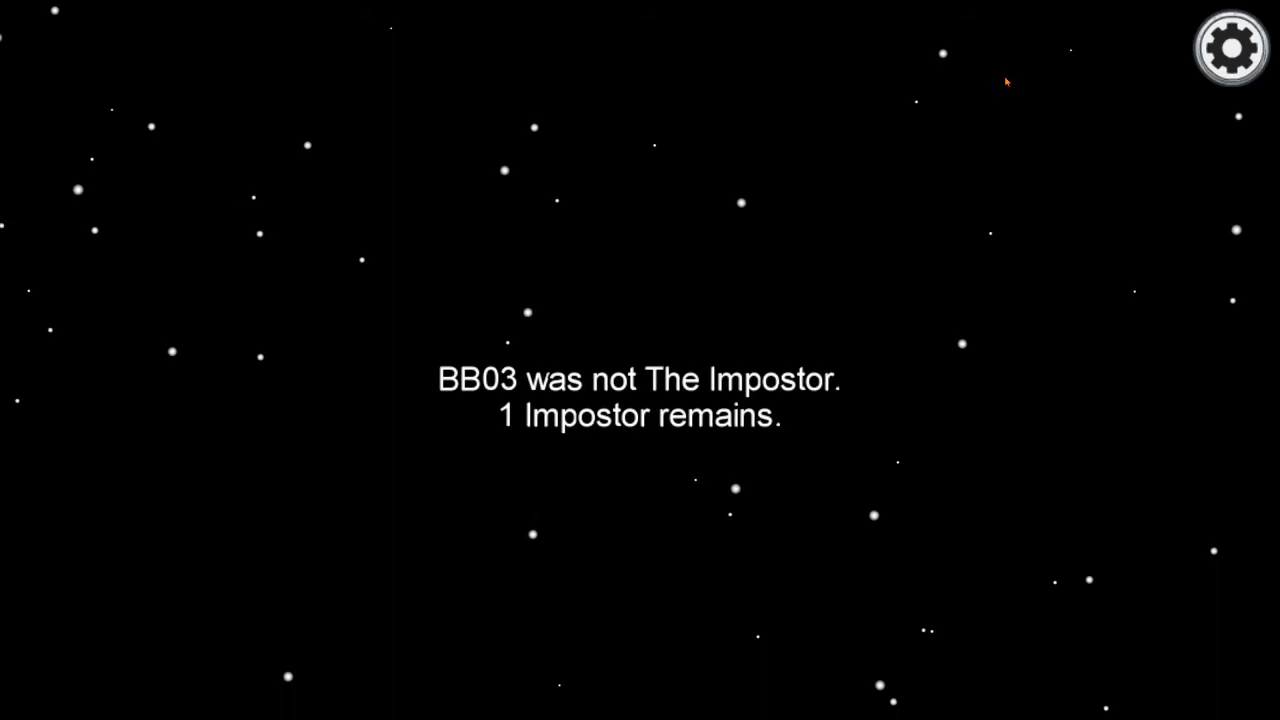 BB03 was not The Impostor.
1 Impostor remains.